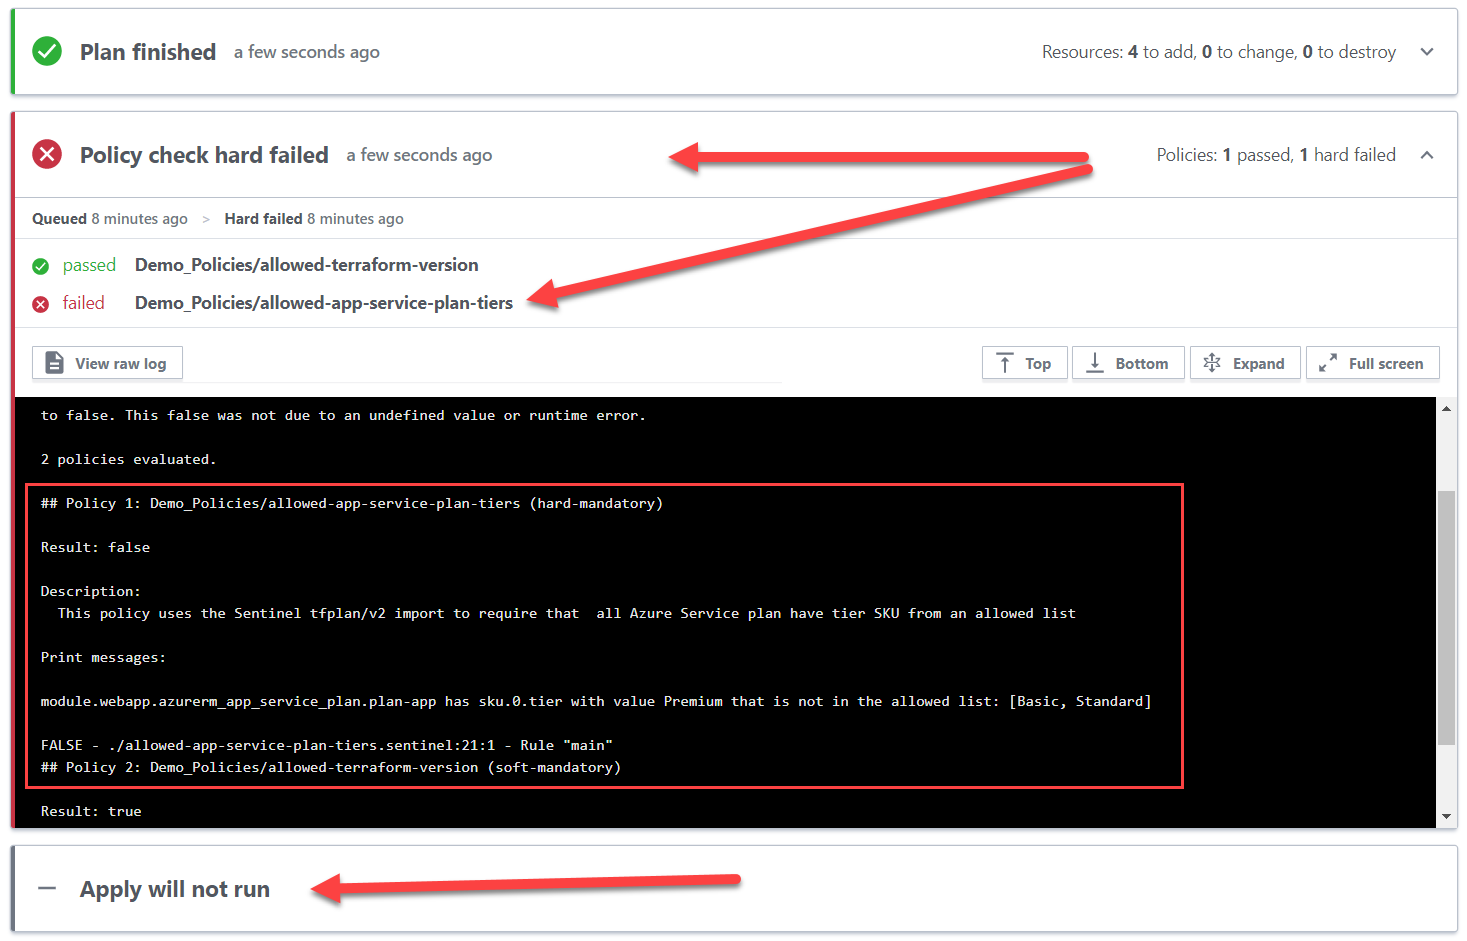 Plan finished a few seconds ago Resources: 4 to add, 0 to change, 0 to destroy
Policy check hard failed a few seconds ago Policies: 1 passed, 1 hard failed
Queued 8 minutes ago > Hard failed 8 minutes ago
passed Demo_Policies/allowed-terraform-version
failed Demo_Policies/allowed-app-service-plan-tiers
View raw log Top Bottom Expand Full screen
to false. This false was not due to an undefined value or runtime error.
2 policies evaluated.
## Policy 1: Demo_Policies/allowed-app-service-plan-tiers (hard-mandatory)
Result: false
Description:
This policy uses the Sentinel tfplan/v2 import to require that  all Azure Service plan have tier SKU from an allowed list
Print messages:
module.webapp.azurerm_app_service_plan.plan-app has sku.0.tier with value Premium that is not in the allowed list: [Basic, Standard]
FALSE - ./allowed-app-service-plan-tiers.sentinel:21:1 - Rule "main"
## Policy 2: Demo_Policies/allowed-terraform-version (soft-mandatory)
Result: true
Apply will not run